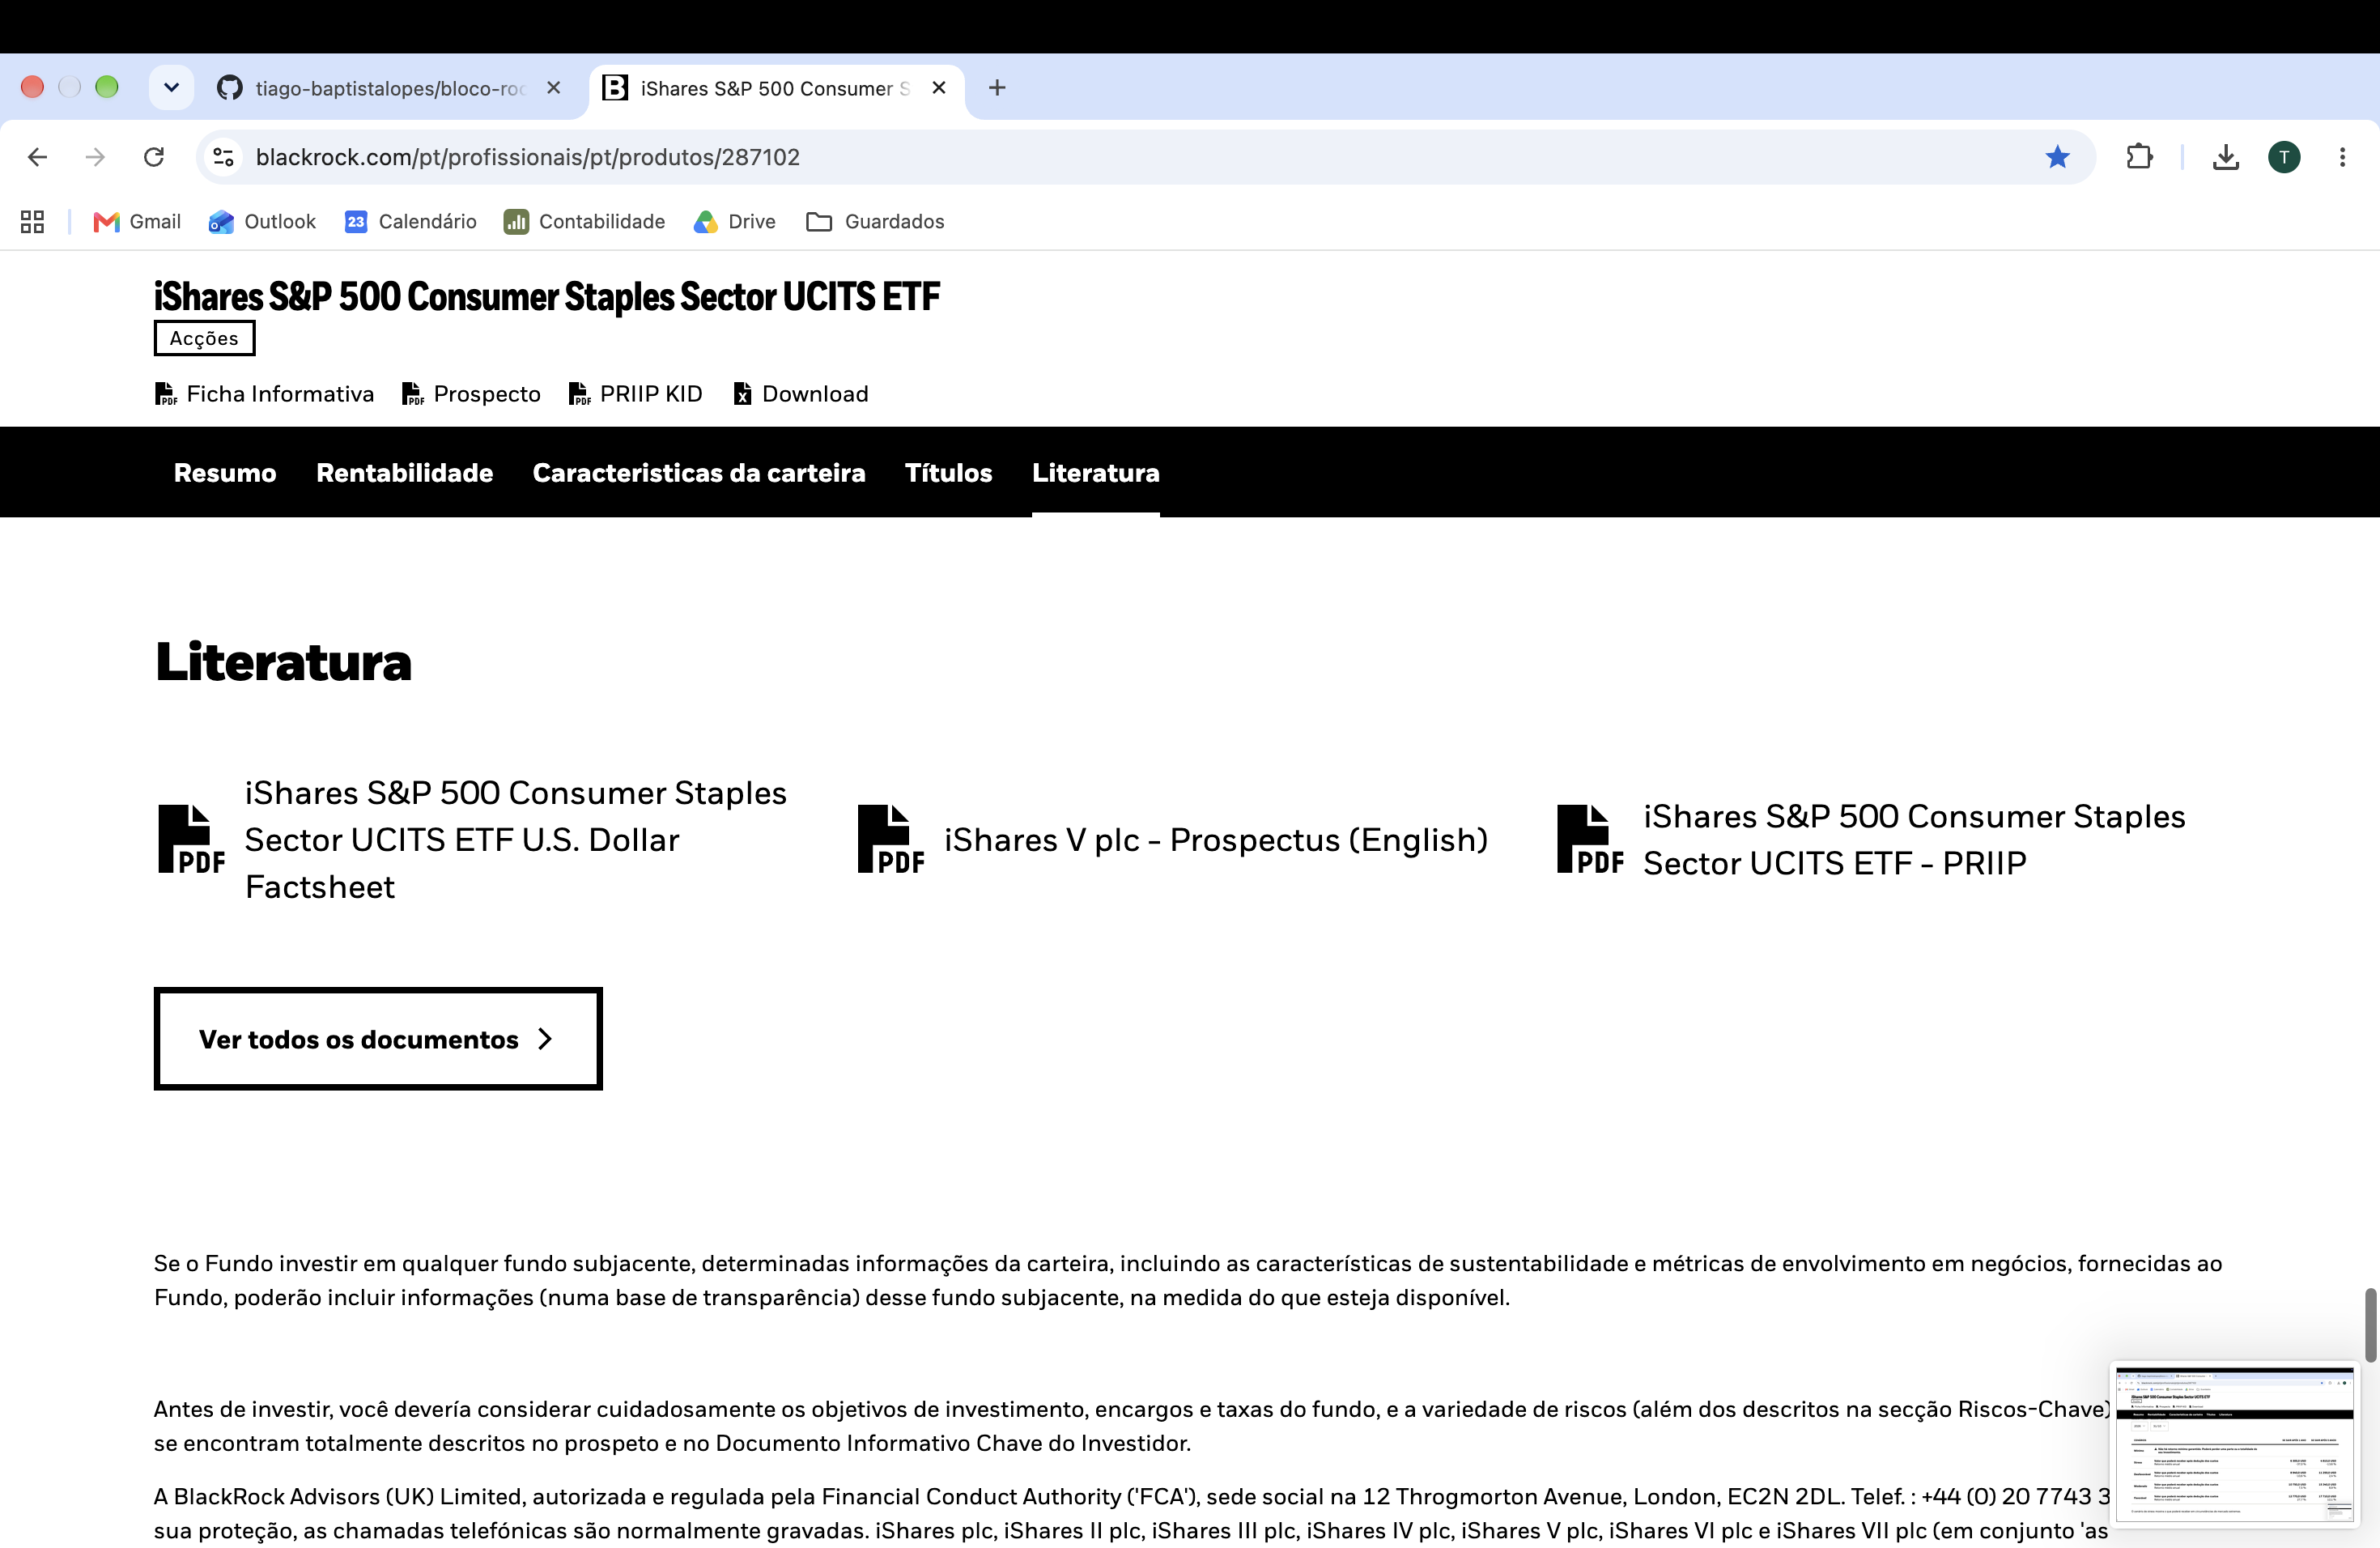 tiago-baptistalopes/bloco-roc
iShares S&P 500 Consumer S
blackrock.com/pt/profissionais/pt/produtos/287102
T
Gmail
Outlook
23
Calendário
Contabilidade
Drive
Guardados
iShares S&P 500 Consumer Staples Sector UCITS ETF
Acções
PDF Ficha Informativa
PDF Prospecto
PDF PRIIP KID
X Download
Resumo
Rentabilidade
Caracteristicas da carteira
Títulos
Literatura
Literatura
PDF
iShares S&P 500 Consumer Staples
Sector UCITS ETF U.S. Dollar
Factsheet
PDF
iShares V plc - Prospectus (English)
PDF
iShares S&P 500 Consumer Staples
Sector UCITS ETF - PRIIP
Ver todos os documentos
Se o Fundo investir em qualquer fundo subjacente, determinadas informações da carteira, incluindo as características de sustentabilidade e métricas de envolvimento em negócios, fornecidas ao
Fundo, poderão incluir informações (numa base de transparência) desse fundo subjacente, na medida do que esteja disponível.
Antes de investir, você devería considerar cuidadosamente os objetivos de investimento, encargos e taxas do fundo, e a variedade de riscos (além dos descritos na secção Riscos-Chave)
se encontram totalmente descritos no prospeto e no Documento Informativo Chave do Investidor.
A BlackRock Advisors (UK) Limited, autorizada e regulada pela Financial Conduct Authority ('FCA'), sede social na 12 Throgmorton Avenue, London, EC2N 2DL. Telef. : +44 (0) 20 7743 3
sua proteção, as chamadas telefónicas são normalmente gravadas. iShares plc, iShares II plc, iShares III plc, iShares IV plc, iShares V plc, iShares VI plc e iShares VII plc (em conjunto 'as